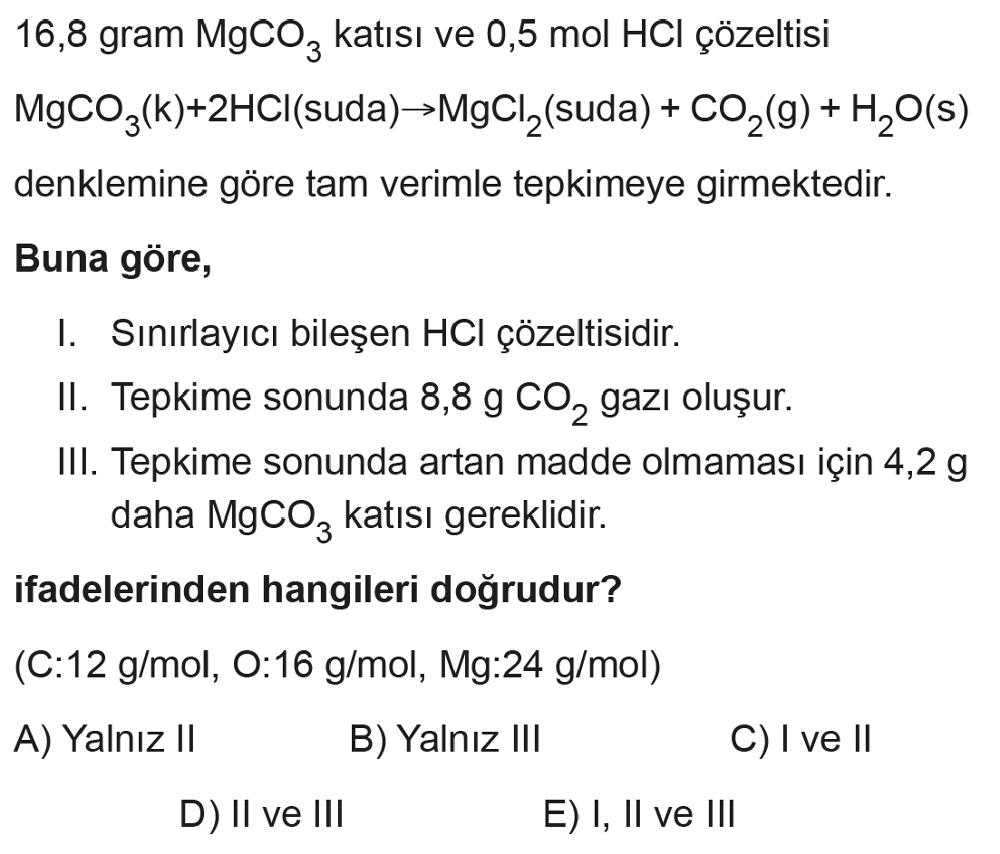 16,8 gram MgCO₃ katısı ve 0,5 mol HCl çözeltisi
MgCO₃(k)+2HCl(suda)→MgCl₂(suda) + CO₂(g) + H₂O(s)
denklemine göre tam verimle tepkimeye girmektedir.
Buna göre,
I. Sınırlayıcı bileşen HCl çözeltisidir.
II. Tepkime sonunda 8,8 g CO₂ gazı oluşur.
III. Tepkime sonunda artan madde olmaması için 4,2 g
daha MgCO₃ katısı gereklidir.
ifadelerinden hangileri doğrudur?
(C:12 g/mol, O:16 g/mol, Mg:24 g/mol)
A) Yalnız II B) Yalnız III C) I ve II
D) II ve III E) I, II ve III